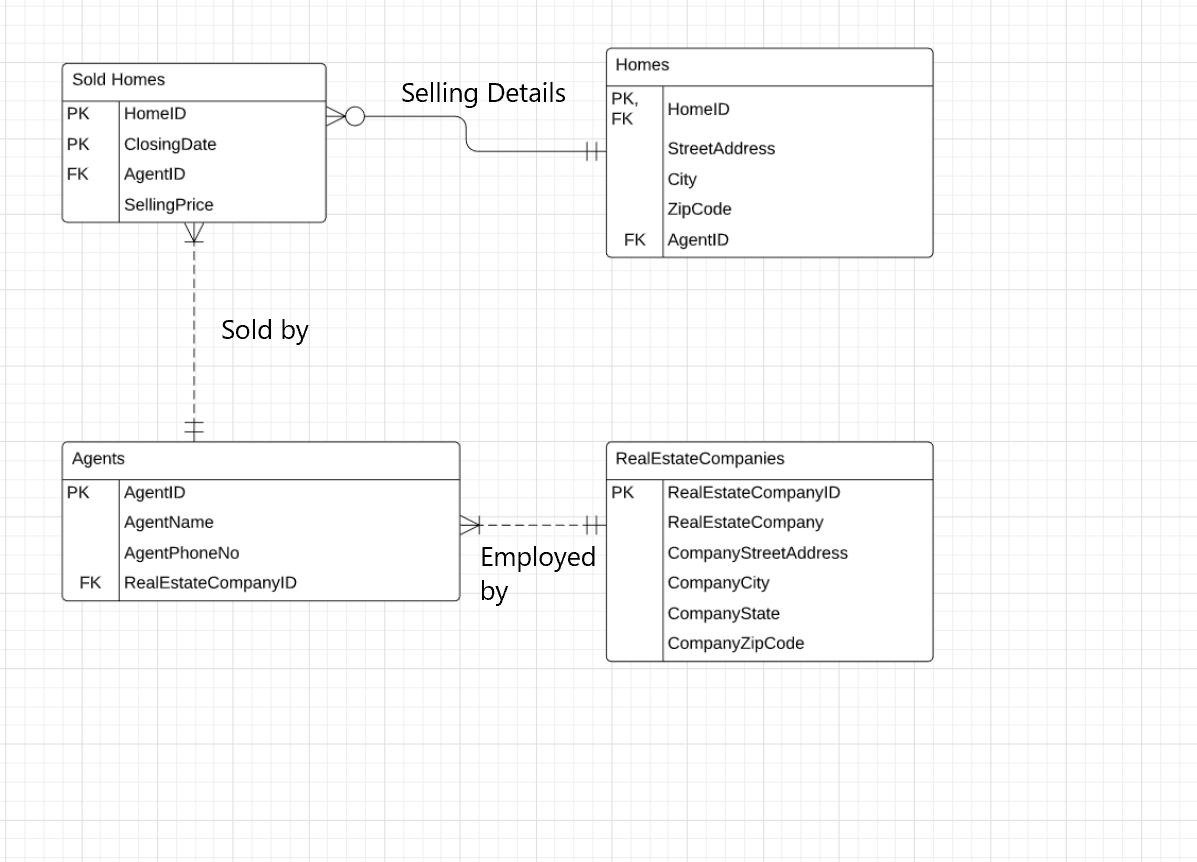 Sold Homes
PK HomeID
PK ClosingDate
FK AgentID
SellingPrice
Selling Details
Homes
PK,
FK HomeID
StreetAddress
City
ZipCode
FK AgentID
Sold by
Agents
PK AgentID
AgentName
AgentPhoneNo
FK RealEstateCompanyID
Employed
by
RealEstateCompanies
PK RealEstateCompanyID
RealEstateCompany
CompanyStreetAddress
CompanyCity
CompanyState
CompanyZipCode